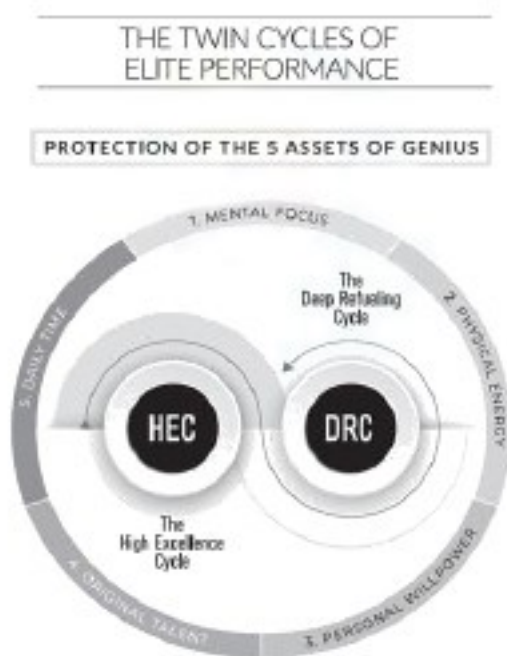 THE TWIN CYCLES OF
ELITE PERFORMANCE
PROTECTION OF THE 5 ASSETS OF GENIUS
1. MENTAL FOCUS
The
Deep Refueling
Cycle
2. PHYSICAL ENERGY
5. DAILY TIME
HEC
DRC
The
High Excellence
Cycle
4. ORIGINAL TALENT
3. PERSONAL WILLPOWER